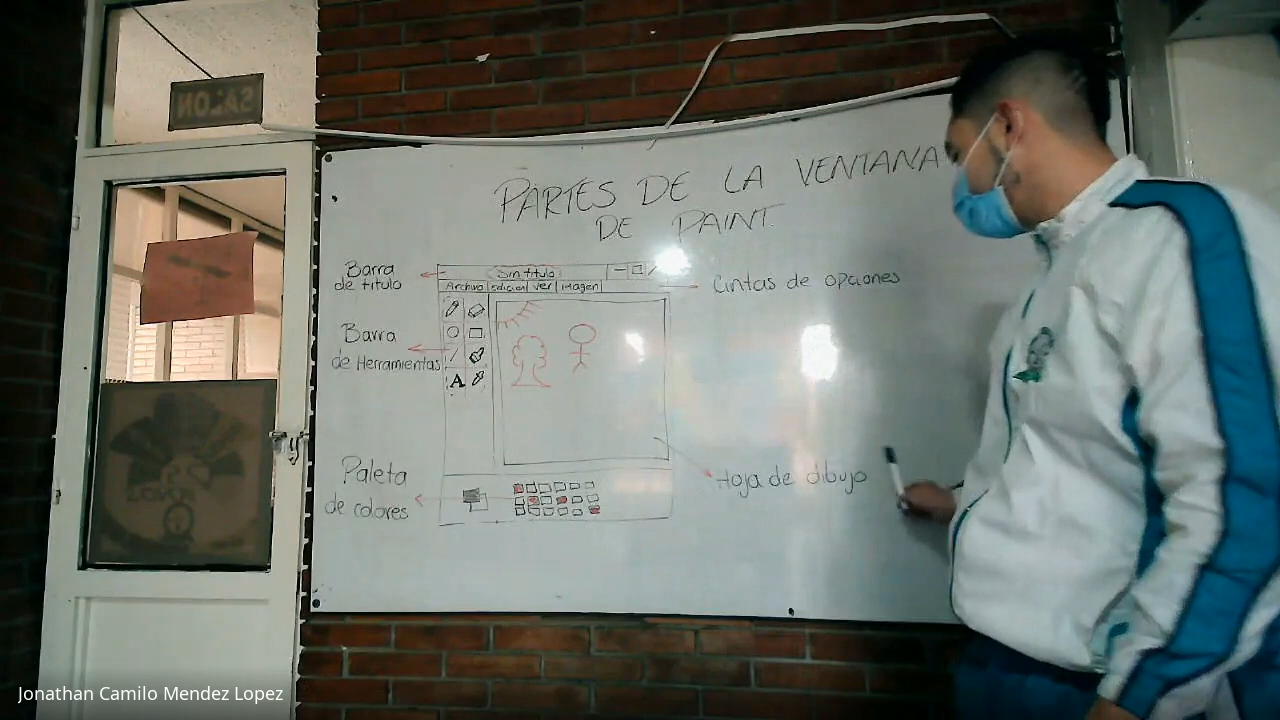 SALON
PARTES DE LA VENTANA
DE PAINT
Barra
de titulo
Sin titulo
Archivo edicion ver imagen
Cintas de opciones
Barra
de Herramientas
A
Paleta
de colores
Hoja de dibujo
Jonathan Camilo Mendez Lopez